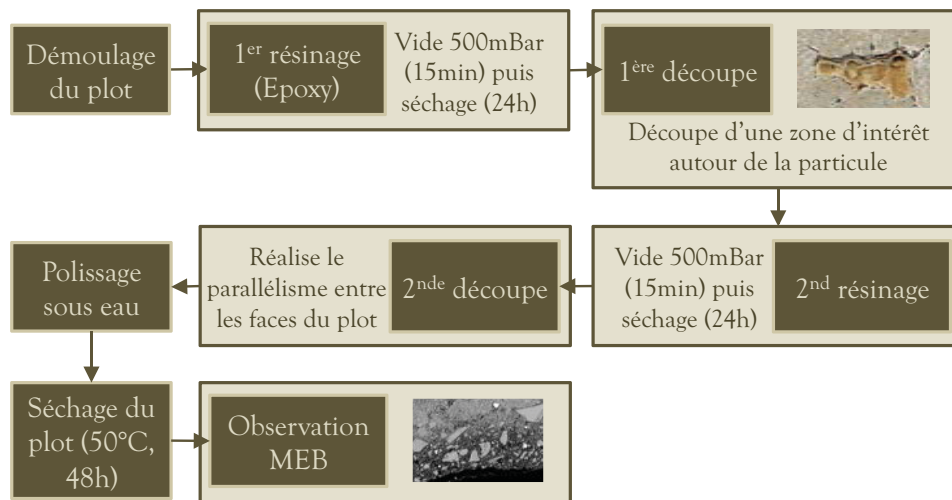 Démoulage
du plot
1er résinage
(Epoxy)
Vide 500mBar
(15min) puis
séchage (24h)
1ère découpe
Découpe d'une zone d'intérêt
autour de la particule
Vide 500mBar
(15min) puis
séchage (24h)
2nd résinage
Réalise le
parallélisme entre
les faces du plot
2nde découpe
Polissage
sous eau
Séchage du
plot (50°C,
48h)
Observation
MEB